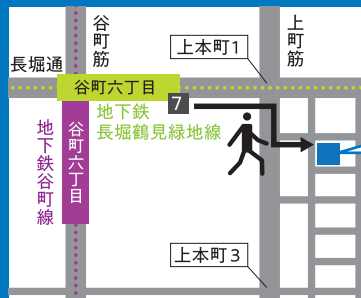 谷町筋
上町筋
上本町1
長堀通
谷町六丁目
7
地下鉄
長堀鶴見緑地線
谷町六丁目
地下鉄谷町線
上本町3